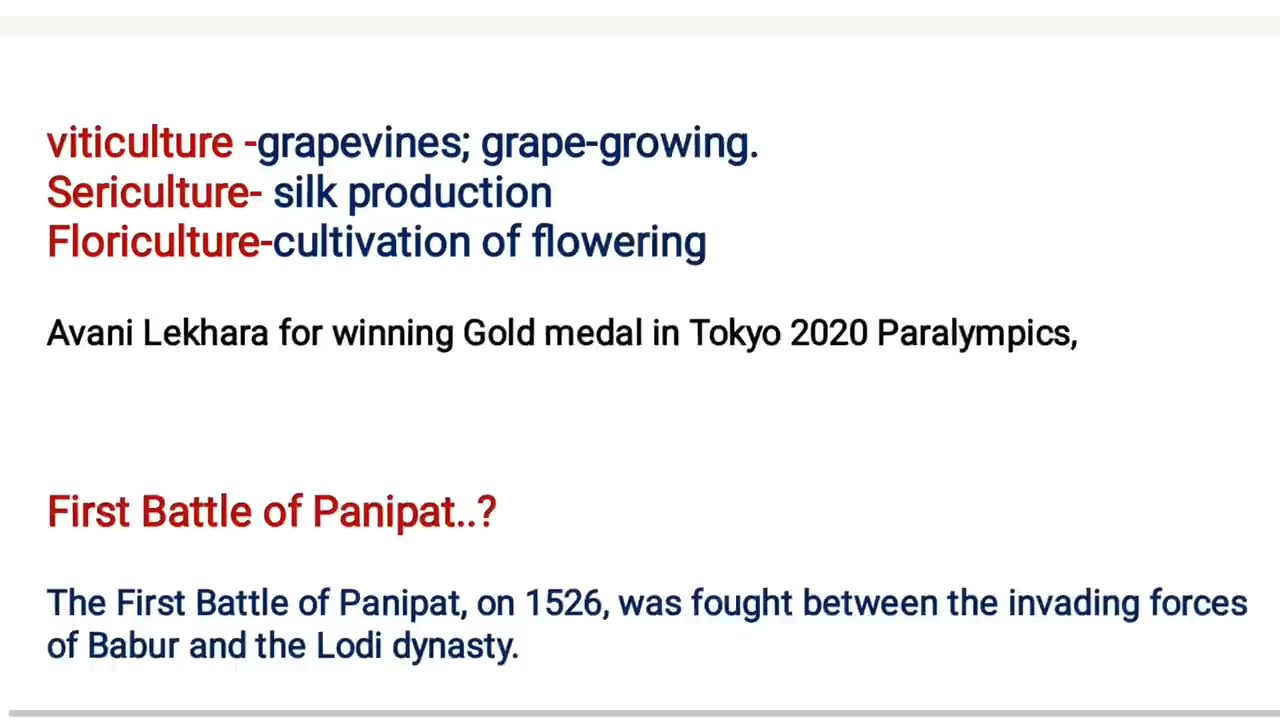 viticulture -grapevines; grape-growing.
Sericulture- silk production
Floriculture-cultivation of flowering
Avani Lekhara for winning Gold medal in Tokyo 2020 Paralympics,
First Battle of Panipat..?
The First Battle of Panipat, on 1526, was fought between the invading forces
of Babur and the Lodi dynasty.